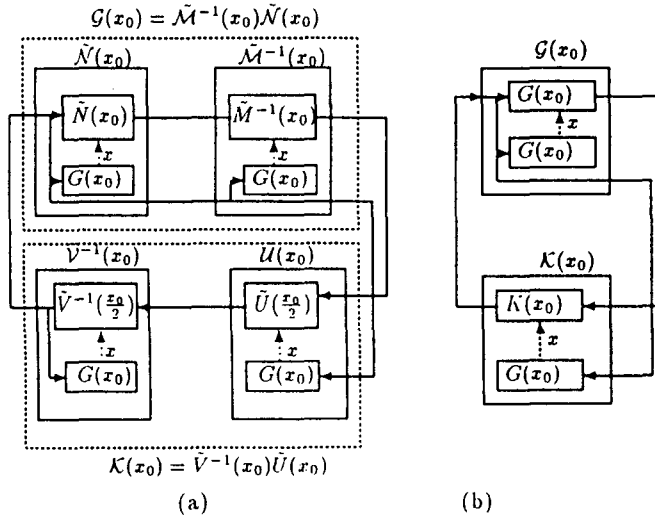 𝒢(x₀) = ℳ̃⁻¹(x₀)𝒩̃(x₀)
𝒩̃(x₀) ℳ̃⁻¹(x₀)
Ñ(x₀) M̃⁻¹(x₀)
x x
G(x₀) G(x₀)
𝒱⁻¹(x₀) 𝒰(x₀)
Ṽ⁻¹(x₀/2) Ũ(x₀/2)
x x
G(x₀) G(x₀)
𝒦(x₀) = Ṽ⁻¹(x₀)Ũ(x₀)
(a)
𝒢(x₀)
G(x₀)
x
G(x₀)
𝒦(x₀)
K(x₀)
x
G(x₀)
(b)